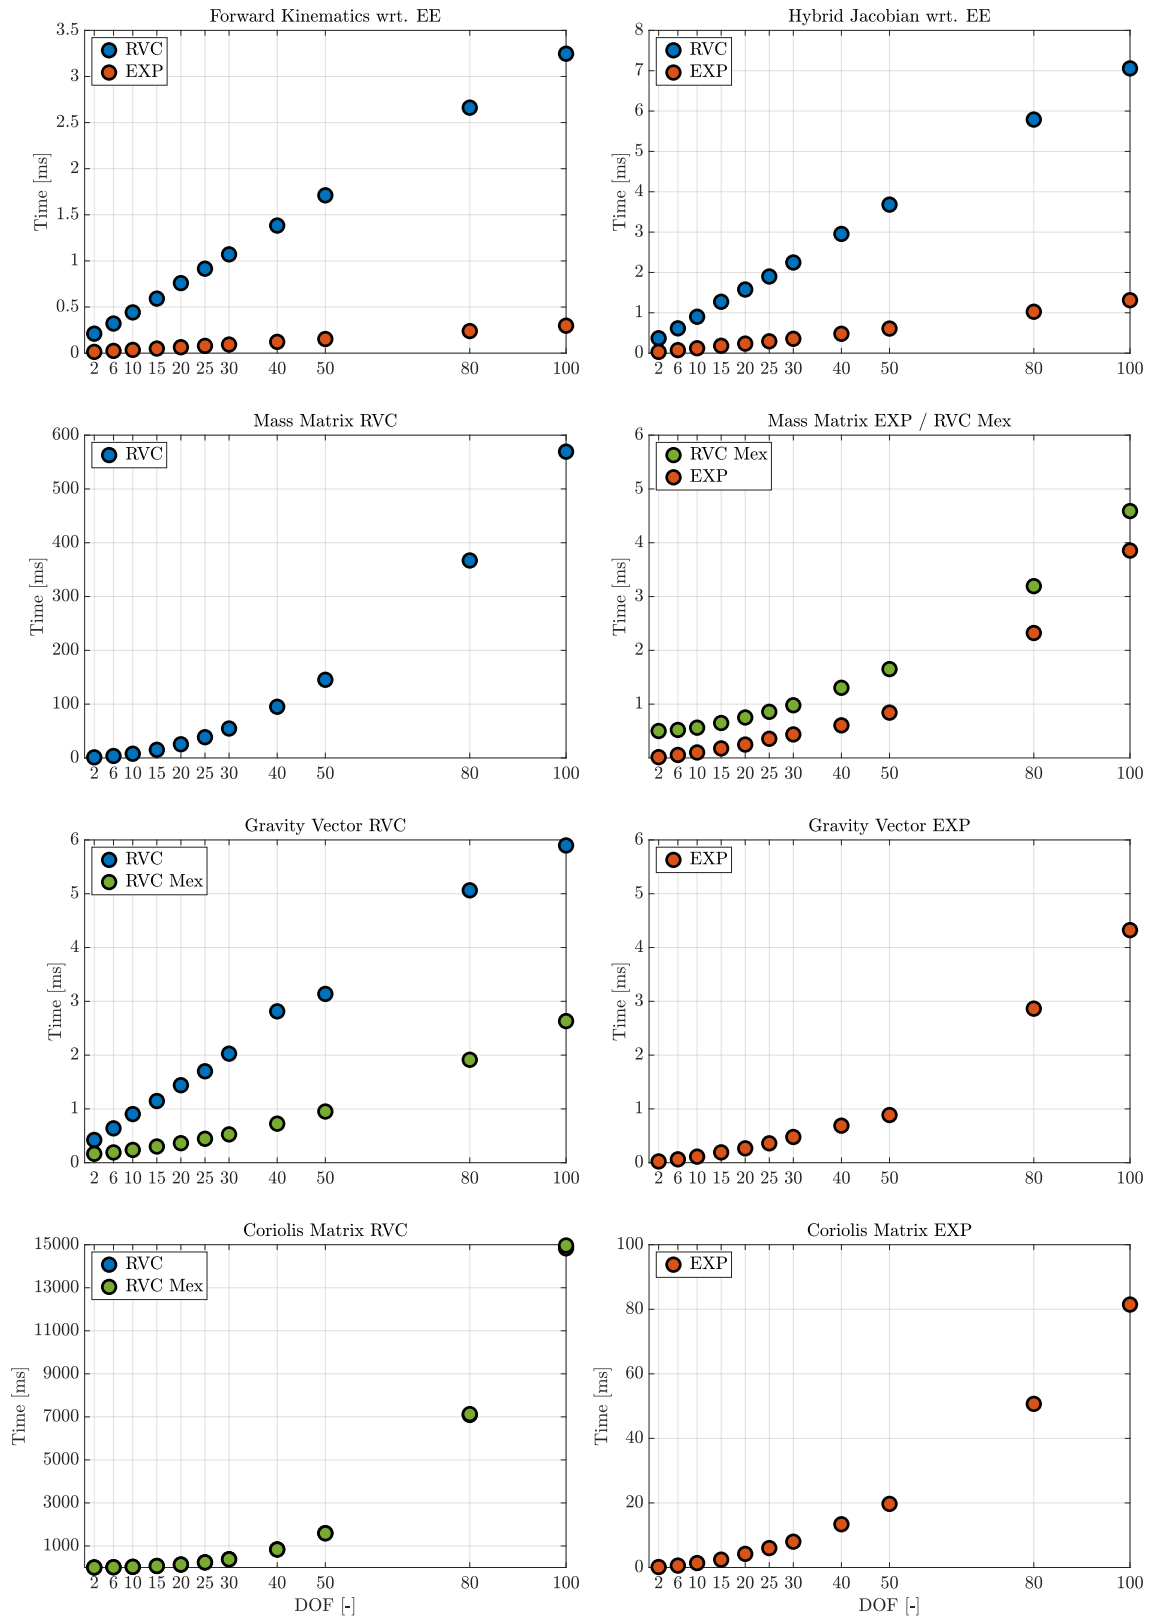 Forward Kinematics wrt. EE
RVC
EXP
Time [ms]
3.5
3
2.5
2
1.5
1
0.5
0
2 6 10 15 20 25 30 40 50 80 100
Hybrid Jacobian wrt. EE
RVC
EXP
Time [ms]
8
7
6
5
4
3
2
1
0
2 6 10 15 20 25 30 40 50 80 100
Mass Matrix RVC
RVC
Time [ms]
600
500
400
300
200
100
0
2 6 10 15 20 25 30 40 50 80 100
Mass Matrix EXP / RVC Mex
RVC Mex
EXP
Time [ms]
6
5
4
3
2
1
2 6 10 15 20 25 30 40 50 80 100
Gravity Vector RVC
RVC
RVC Mex
Time [ms]
6
5
4
3
2
1
0
2 6 10 15 20 25 30 40 50 80 100
Gravity Vector EXP
EXP
Time [ms]
6
5
4
3
2
1
0
2 6 10 15 20 25 30 40 50 80 100
Coriolis Matrix RVC
RVC
RVC Mex
Time [ms]
15000
13000
11000
9000
7000
5000
3000
1000
2 6 10 15 20 25 30 40 50 80 100
DOF [-]
Coriolis Matrix EXP
EXP
Time [ms]
100
80
60
40
20
0
2 6 10 15 20 25 30 40 50 80 100
DOF [-]